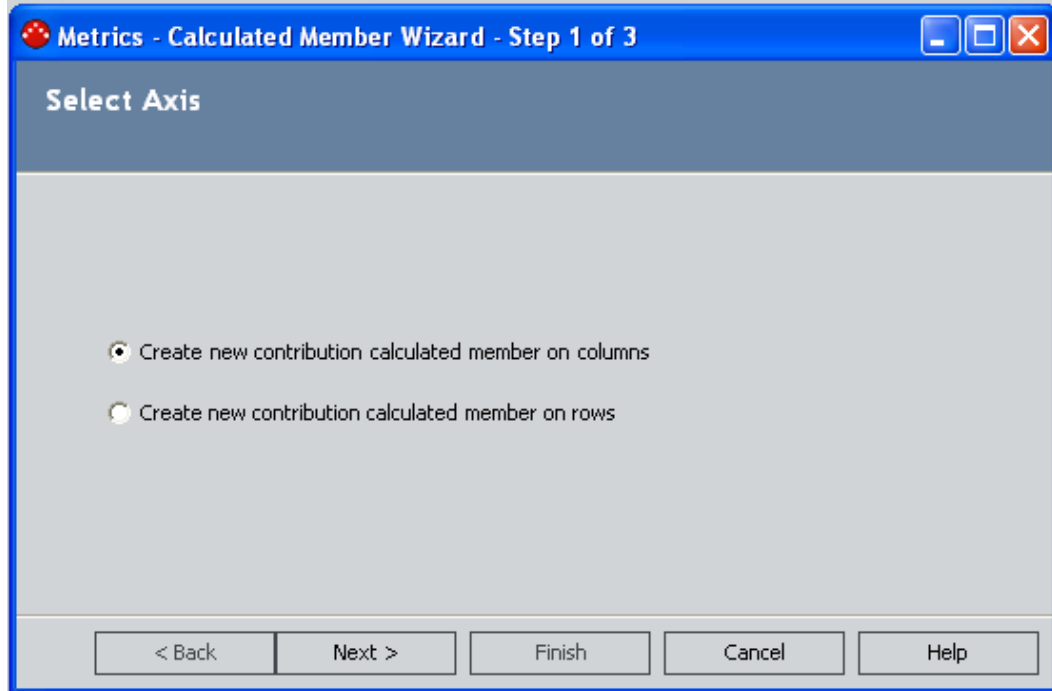 Metrics - Calculated Member Wizard - Step 1 of 3
Select Axis
Create new contribution calculated member on columns
Create new contribution calculated member on rows
< Back Next > Finish Cancel Help